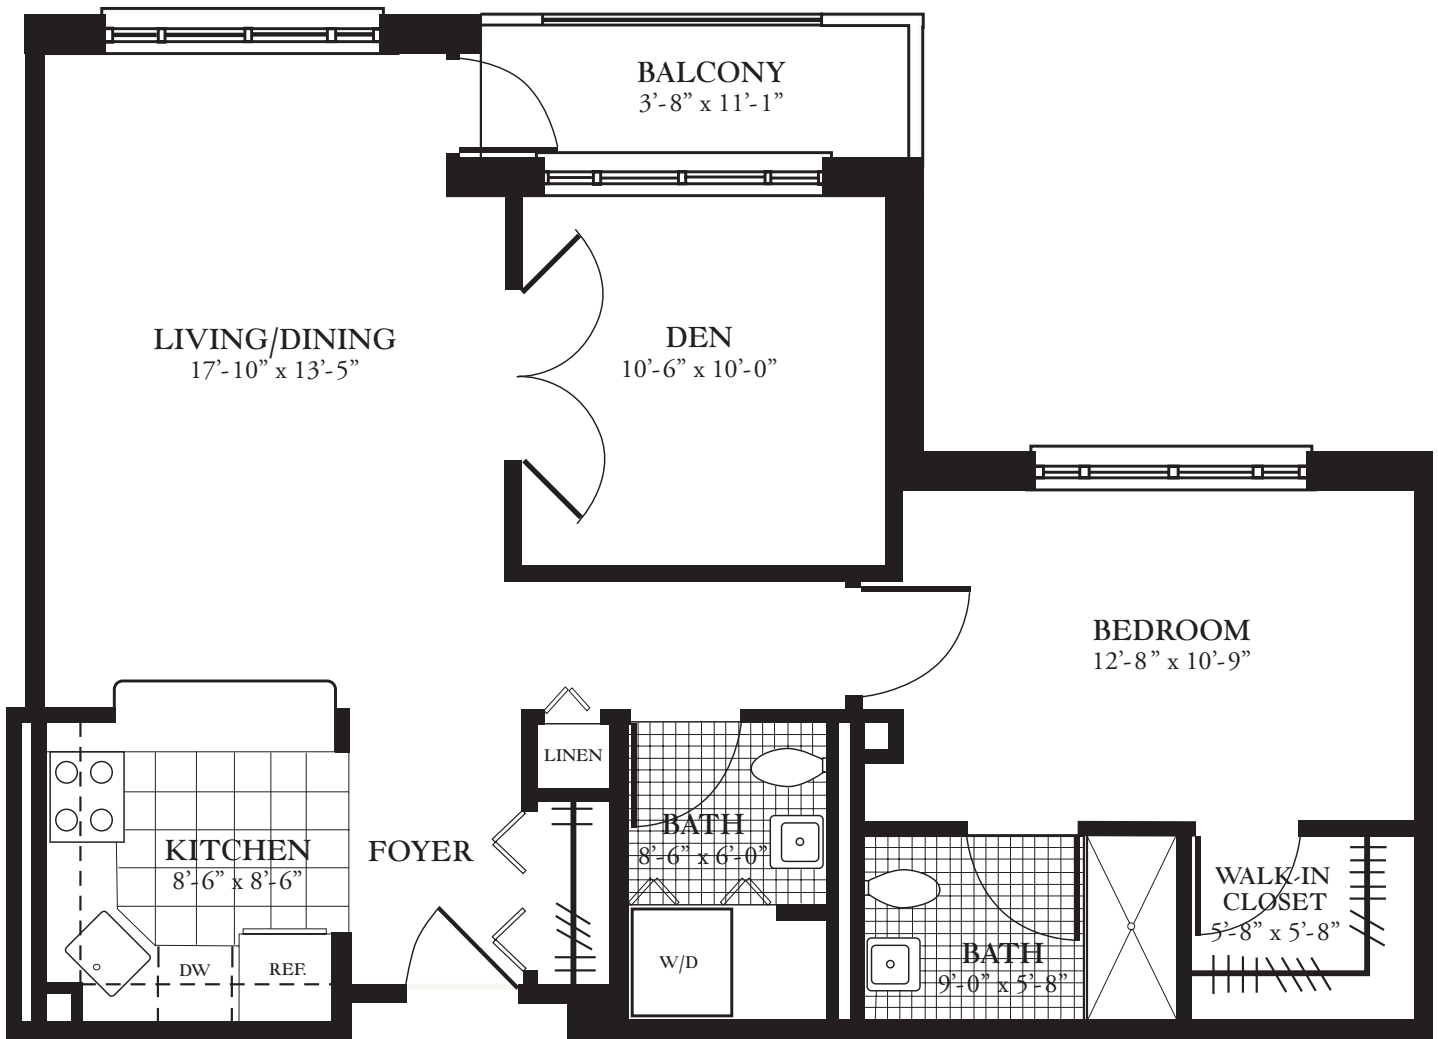 BALCONY
3’-8” x 11’-1”
LIVING/DINING
17’-10” x 13’-5”
DEN
10’-6” x 10’-0”
BEDROOM
12’-8” x 10’-9”
LINEN
KITCHEN
8’-6” x 8’-6”
FOYER
BATH
8’-6” x 6’-0”
WALK-IN
CLOSET
5’-8” x 5’-8”
DW
REF.
W/D
BATH
9’-0” x 5’-8”